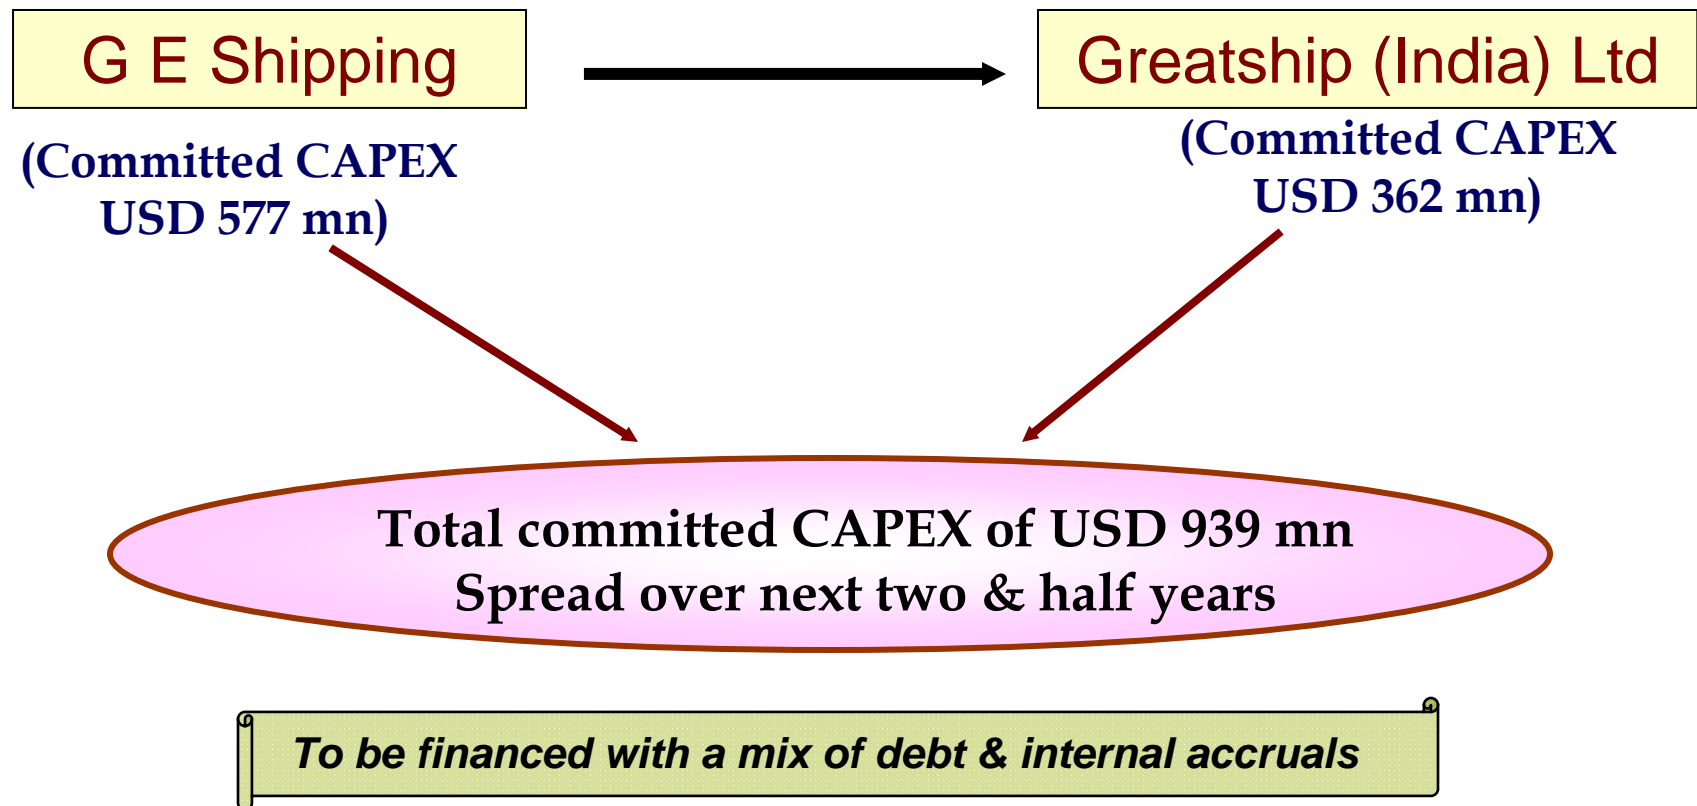 G E Shipping
Greatship (India) Ltd
(Committed CAPEX
USD 577 mn)
(Committed CAPEX
USD 362 mn)
Total committed CAPEX of USD 939 mn
Spread over next two & half years
To be financed with a mix of debt & internal accruals